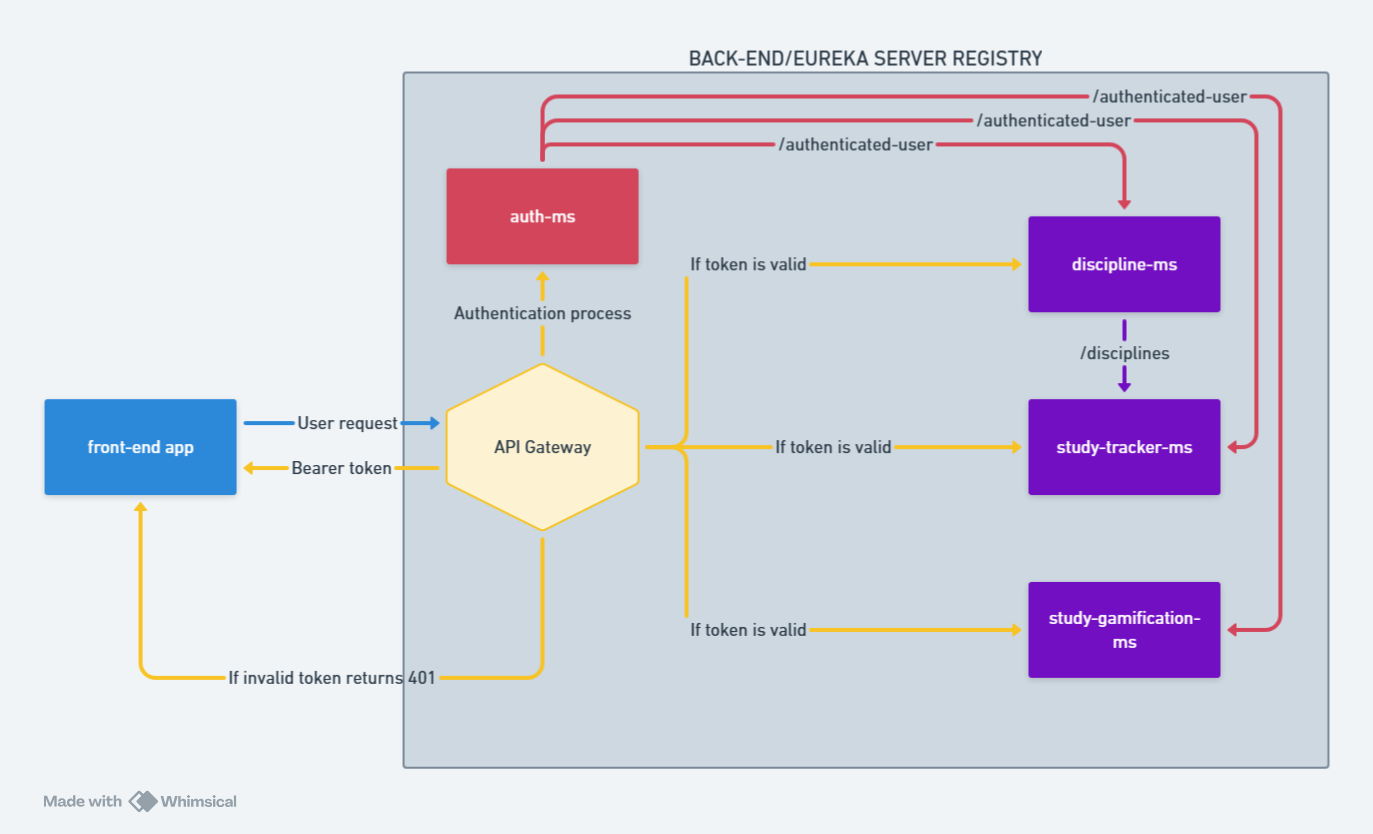 BACK-END/EUREKA SERVER REGISTRY
/authenticated-user
/authenticated-user
/authenticated-user
auth-ms
If token is valid
discipline-ms
Authentication process
/disciplines
front-end app
User request
Bearer token
API Gateway
If token is valid
study-tracker-ms
If token is valid
study-gamification-
ms
If invalid token returns 401
Made with Whimsical